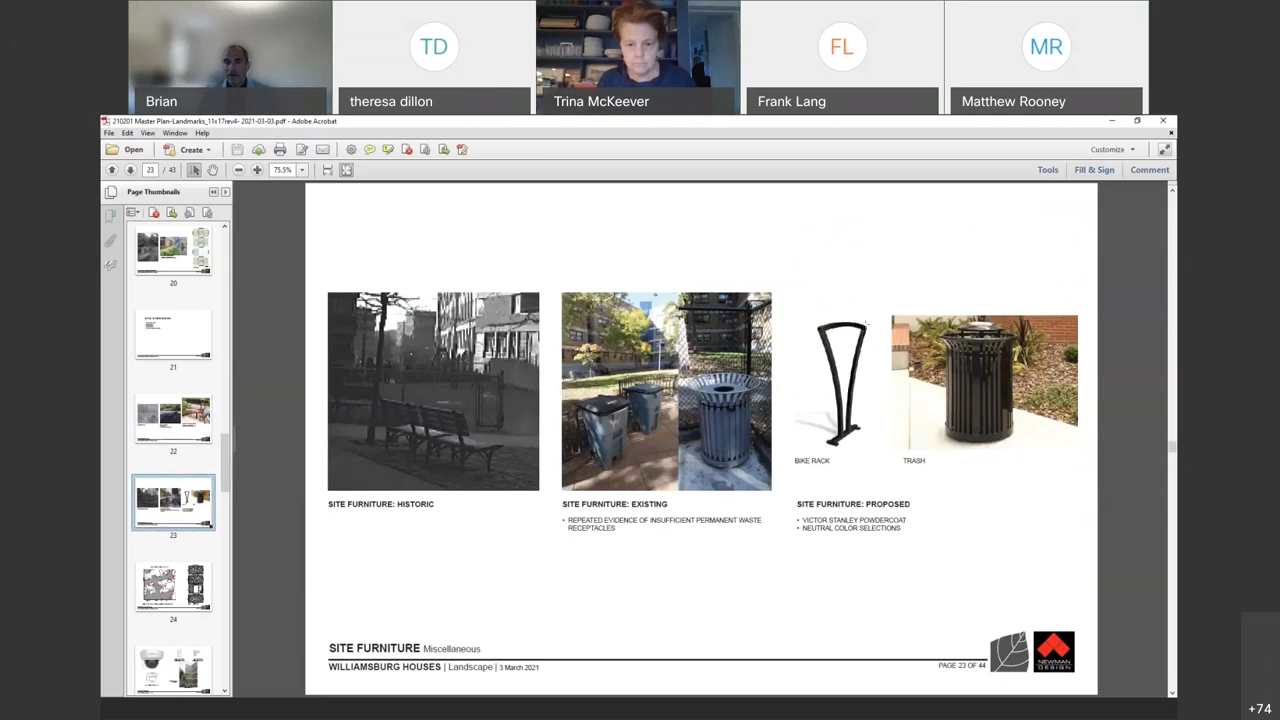 TD
FL
MR
Brian
theresa dillon
Trina McKeever
Frank Lang
Matthew Rooney
210201 Master Plan-Landmarks_11x17rev4- 2021-03-03.pdf - Adobe Acrobat
File Edit View Window Help
Open
Create
Customize
23 / 43
75.5%
Tools
Fill & Sign
Comment
Page Thumbnails
20
21
22
23
24
BIKE RACK
TRASH
SITE FURNITURE: HISTORIC
SITE FURNITURE: EXISTING
• REPEATED EVIDENCE OF INSUFFICIENT PERMANENT WASTE
RECEPTACLES
SITE FURNITURE: PROPOSED
• VICTOR STANLEY POWDERCOAT
• NEUTRAL COLOR SELECTIONS
SITE FURNITURE Miscellaneous
WILLIAMSBURG HOUSES | Landscape | 3 March 2021
PAGE 23 OF 44
NEWMAN
DESIGN
+74